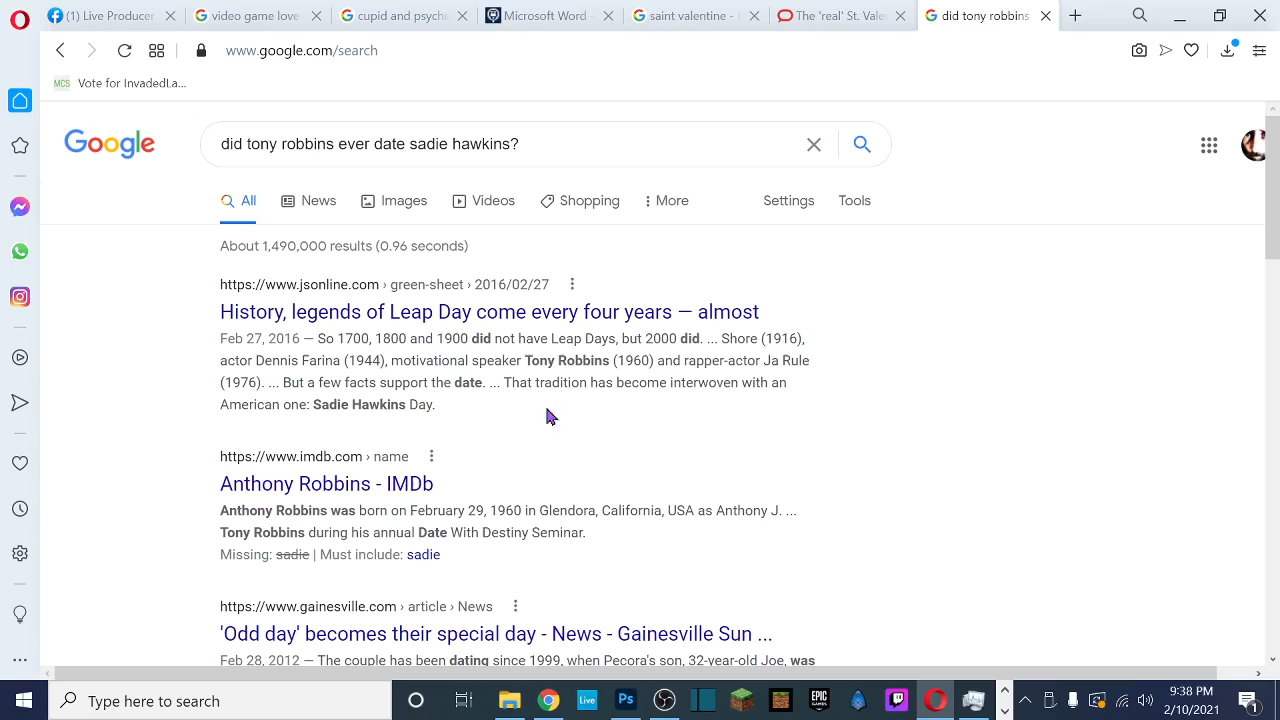 (1) Live Producer
video game love
cupid and psych
Microsoft Word -
saint valentine -
The 'real' St. Vale
did tony robbins
www.google.com/search
MCS Vote for InvadedLa...
Google
did tony robbins ever date sadie hawkins?
All News Images Videos Shopping More Settings Tools
About 1,490,000 results (0.96 seconds)
https://www.jsonline.com › green-sheet › 2016/02/27
History, legends of Leap Day come every four years — almost
Feb 27, 2016 — So 1700, 1800 and 1900 did not have Leap Days, but 2000 did. ... Shore (1916),
actor Dennis Farina (1944), motivational speaker Tony Robbins (1960) and rapper-actor Ja Rule
(1976). ... But a few facts support the date. ... That tradition has become interwoven with an
American one: Sadie Hawkins Day.
https://www.imdb.com › name
Anthony Robbins - IMDb
Anthony Robbins was born on February 29, 1960 in Glendora, California, USA as Anthony J. ...
Tony Robbins during his annual Date With Destiny Seminar.
Missing: sadie | Must include: sadie
https://www.gainesville.com › article › News
'Odd day' becomes their special day - News - Gainesville Sun ...
Feb 28, 2012 — The couple has been dating since 1999, when Pecora's son, 32-year-old Joe, was
Type here to search
Live
Ps
EPIC GAMES
9:38 PM
2/10/2021
1